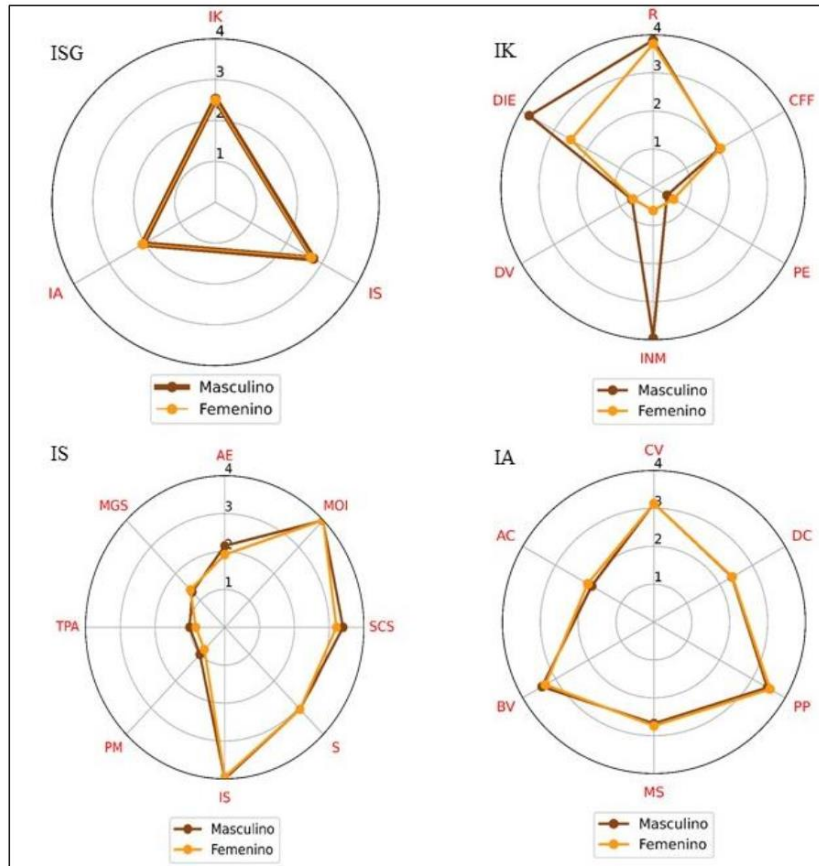 ISG
IK
4
3
2
1
IA
IS
Masculino
Femenino
IK
R
4
3
2
1
DIE
CFF
DV
PE
INM
Masculino
Femenino
IS
AE
4
3
2
1
MGS
MOI
TPA
SCS
PM
S
IS
Masculino
Femenino
IA
CV
4
3
2
1
AC
DC
BV
PP
MS
Masculino
Femenino